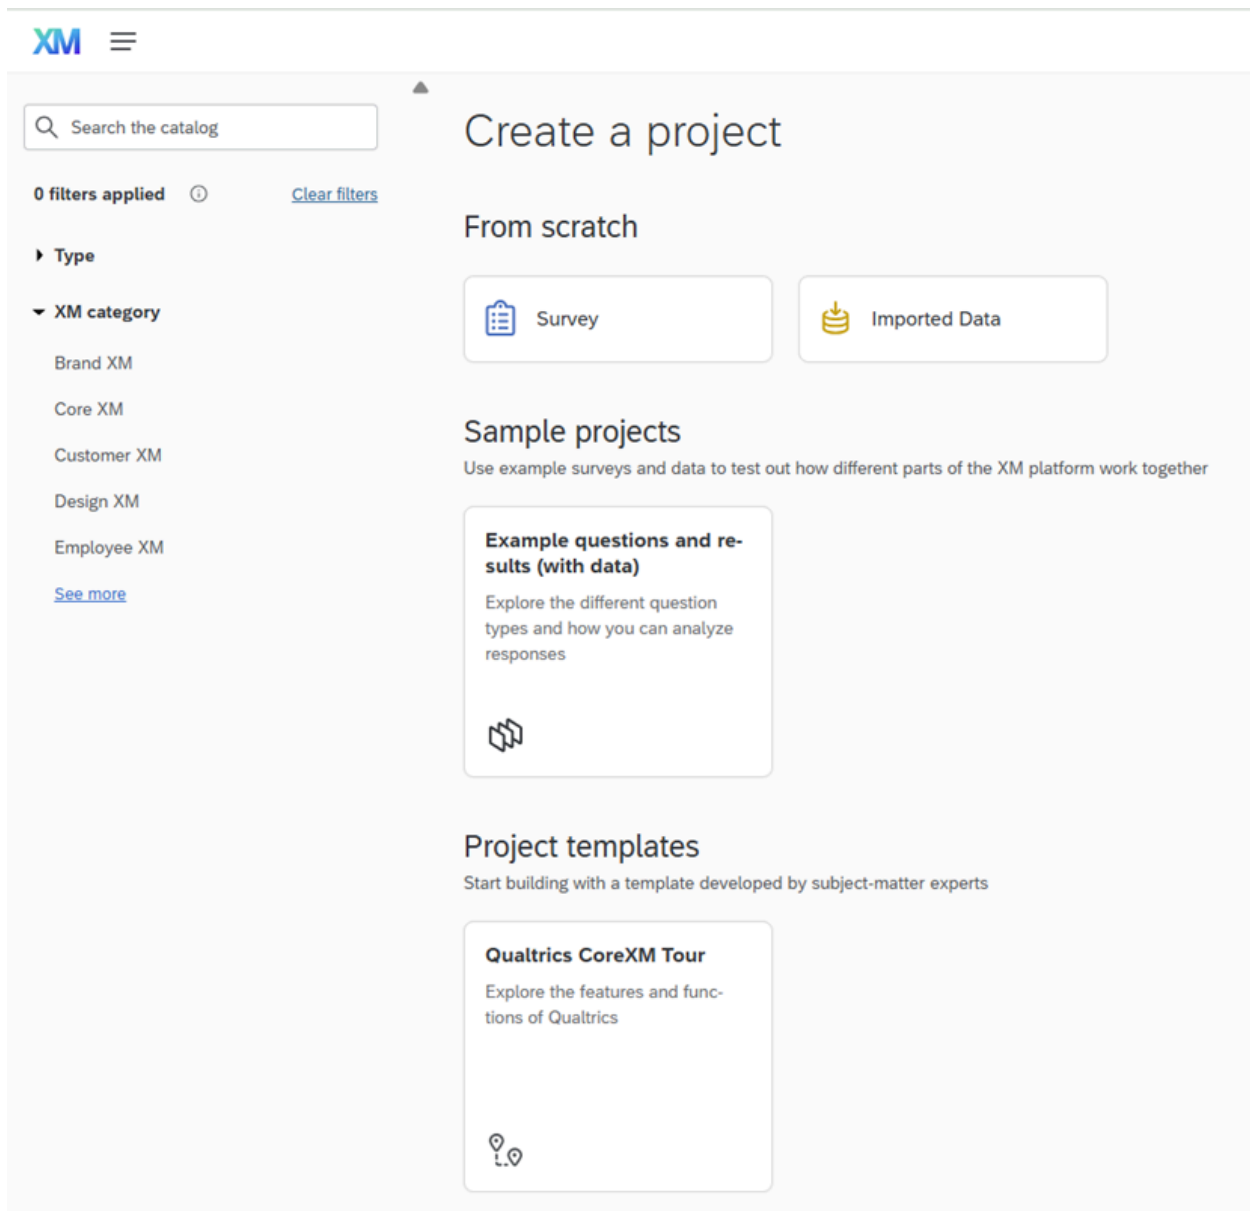 XM
Search the catalog
0 filters applied
Clear filters
Type
XM category
Brand XM
Core XM
Customer XM
Design XM
Employee XM
See more
Create a project
From scratch
Survey
Imported Data
Sample projects
Use example surveys and data to test out how different parts of the XM platform work together
Example questions and re-
sults (with data)
Explore the different question
types and how you can analyze
responses
Project templates
Start building with a template developed by subject-matter experts
Qualtrics CoreXM Tour
Explore the features and func-
tions of Qualtrics